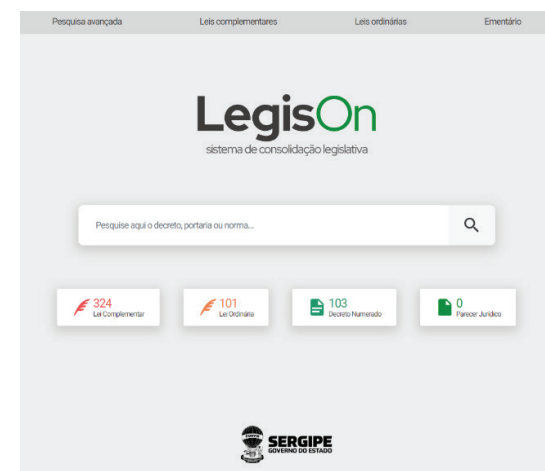 Pesquisa avançada Leis complementares Leis ordinárias Ementário
LegisOn
sistema de consolidação legislativa
Pesquise aqui o decreto, portaria ou norma...
324
Lei Complementar
101
Lei Ordinária
103
Decreto Numerado
0
Parecer Jurídico
SERGIPE
GOVERNO DO ESTADO